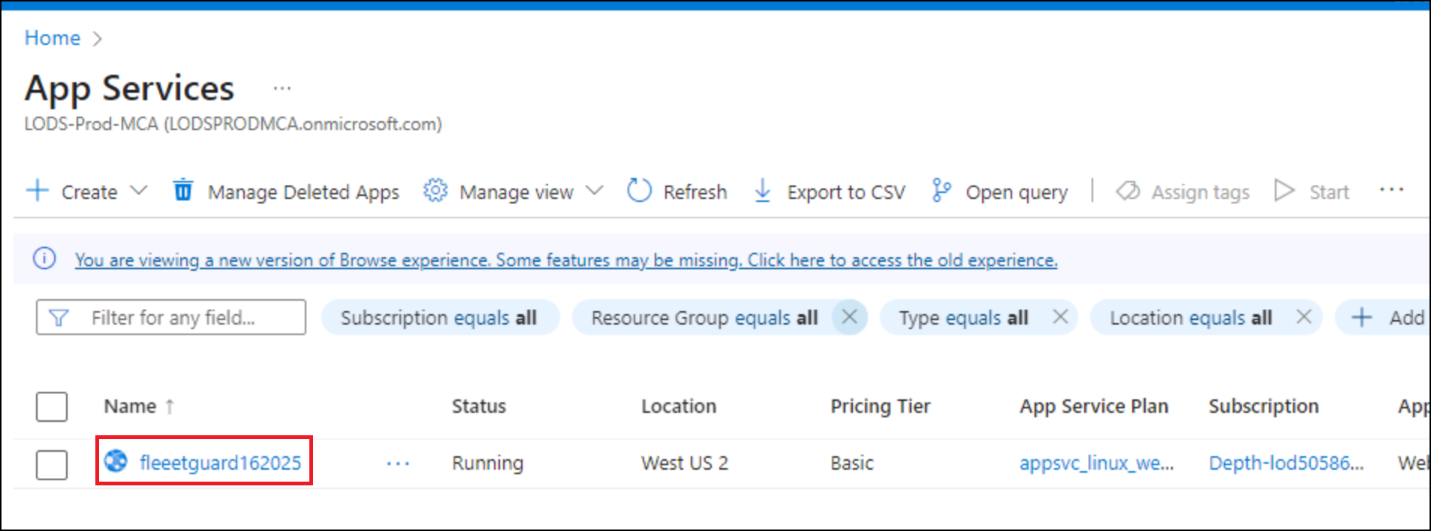 Home
App Services ...
LODS-Prod-MCA (LODSPRODMCA.onmicrosoft.com)
Create Manage Deleted Apps Manage view Refresh Export to CSV Open query Assign tags Start ...
You are viewing a new version of Browse experience. Some features may be missing. Click here to access the old experience.
Filter for any field... Subscription equals all Resource Group equals all Type equals all Location equals all Add
Name ↑ Status Location Pricing Tier App Service Plan Subscription App
fleeetguard162025 ... Running West US 2 Basic appsvc_linux_we... Depth-lod50586... Web